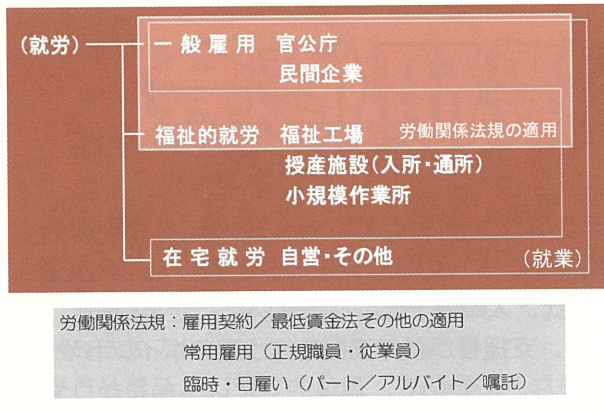 (就労) 一般雇用 官公庁
民間企業
福祉的就労 福祉工場 労働関係法規の適用
授産施設(入所・通所)
小規模作業所
在宅就労 自営・その他 (就業)
労働関係法規：雇用契約／最低賃金法その他の適用
常用雇用（正規職員・従業員）
臨時・日雇い（パート／アルバイト／嘱託）